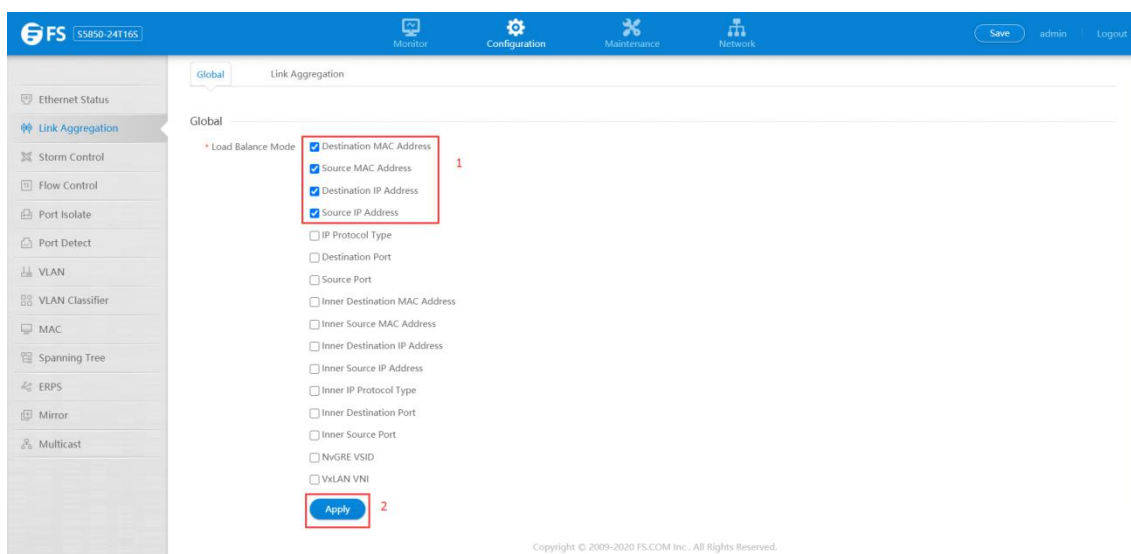 FS S5850-24T16S
Monitor Configuration Maintenance Network
Save admin Logout
Global Link Aggregation
Ethernet Status
Link Aggregation
Storm Control
Flow Control
Port Isolate
Port Detect
VLAN
VLAN Classifier
MAC
Spanning Tree
ERPS
Mirror
Multicast
Global
* Load Balance Mode
Destination MAC Address
Source MAC Address
Destination IP Address
Source IP Address
1
IP Protocol Type
Destination Port
Source Port
Inner Destination MAC Address
Inner Source MAC Address
Inner Destination IP Address
Inner Source IP Address
Inner IP Protocol Type
Inner Destination Port
Inner Source Port
NvGRE VSID
VxLAN VNI
Apply 2
Copyright © 2009-2020 FS.COM Inc . All Rights Reserved.